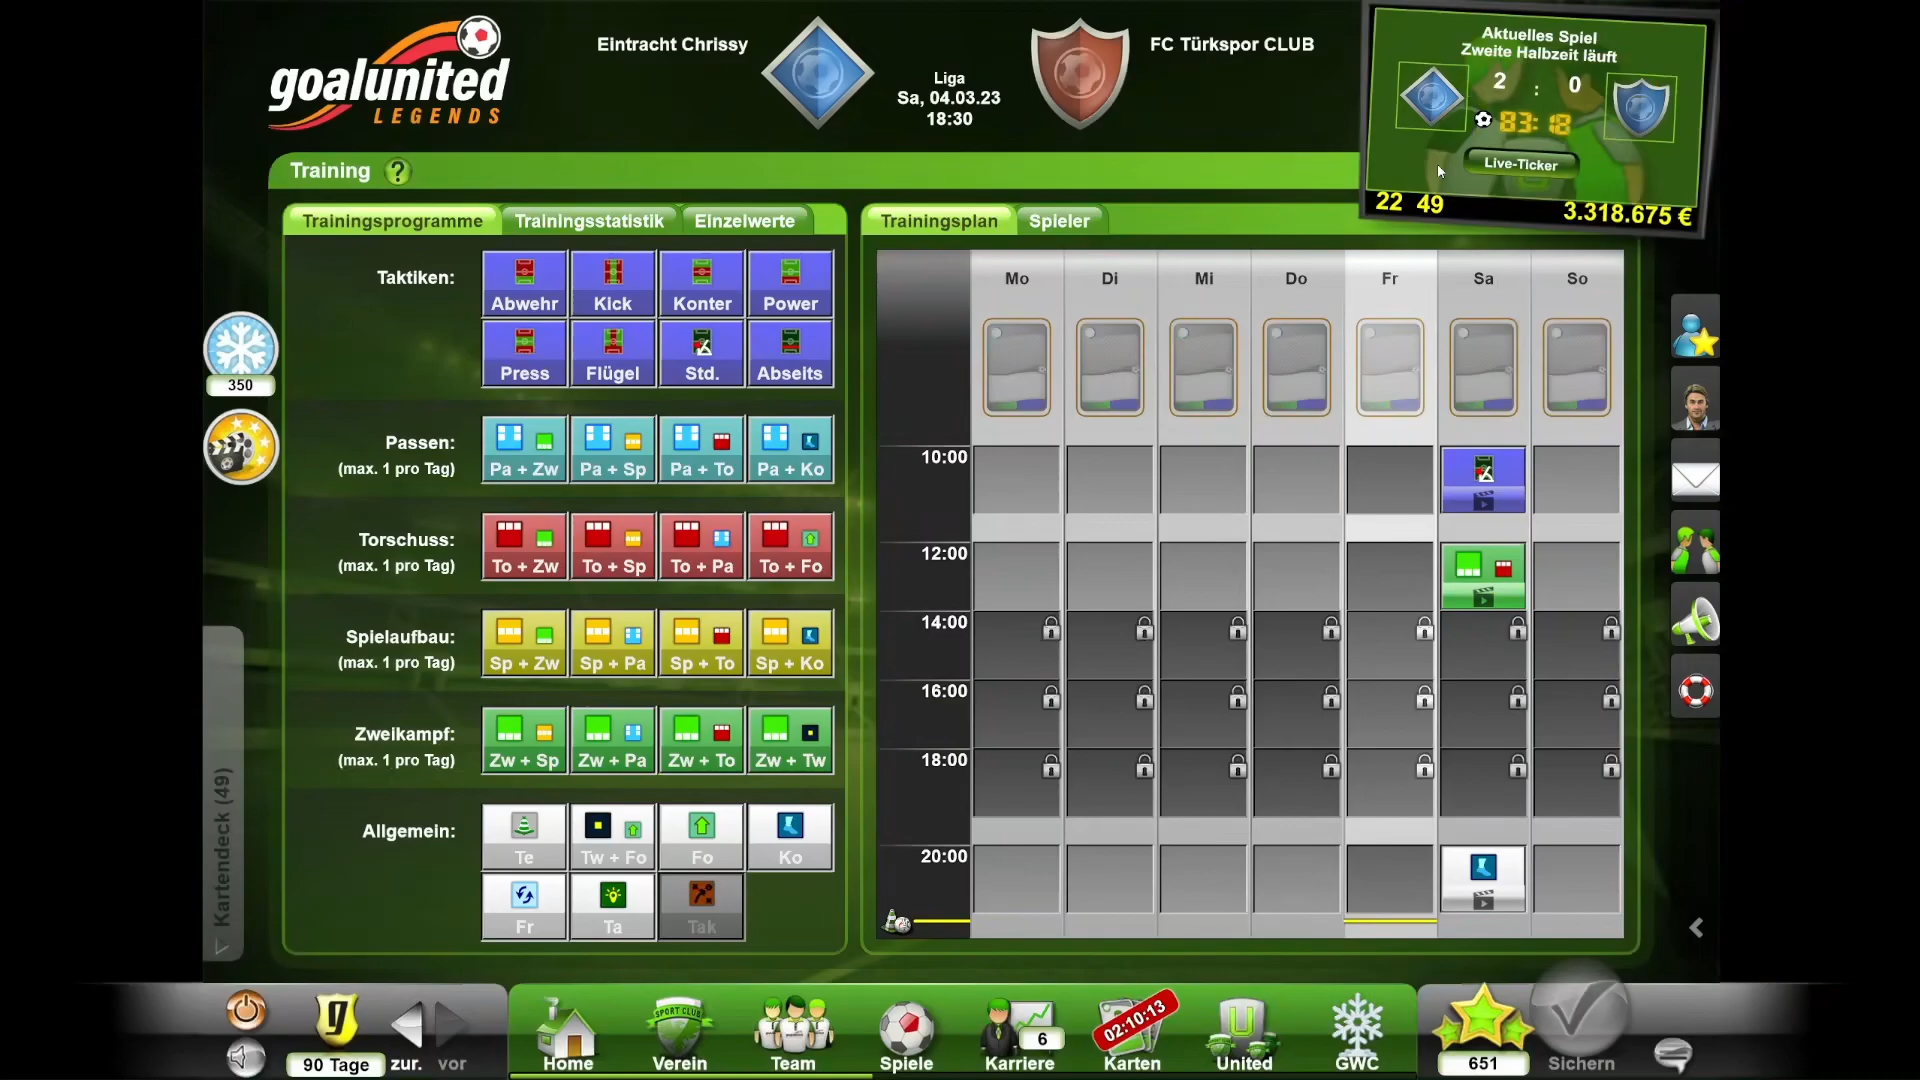 goalunited
LEGENDS
Eintracht Chrissy
Liga
Sa, 04.03.23
18:30
FC Türkspor CLUB
Aktuelles Spiel
Zweite Halbzeit läuft
2 : 0
83:18
Live-Ticker
22 49
3.318.675 €
Training ?
Trainingsprogramme
Trainingsstatistik
Einzelwerte
Taktiken:
Abwehr
Kick
Konter
Power
Press
Flügel
Std.
Abseits
Passen:
(max. 1 pro Tag)
Pa + Zw
Pa + Sp
Pa + To
Pa + Ko
Torschuss:
(max. 1 pro Tag)
To + Zw
To + Sp
To + Pa
To + Fo
Spielaufbau:
(max. 1 pro Tag)
Sp + Zw
Sp + Pa
Sp + To
Sp + Ko
Zweikampf:
(max. 1 pro Tag)
Zw + Sp
Zw + Pa
Zw + To
Zw + Tw
Allgemein:
Te
Tw + Fo
Fo
Ko
Fr
Ta
Tak
Trainingsplan
Spieler
Mo
Di
Mi
Do
Fr
Sa
So
10:00
12:00
14:00
16:00
18:00
20:00
350
Kartendeck (49)
g
90 Tage
zur.
vor
Home
SPORT CLUB
Verein
Team
Spiele
6
Karriere
02:10:13
Karten
U
United
GWC
651
Sichern